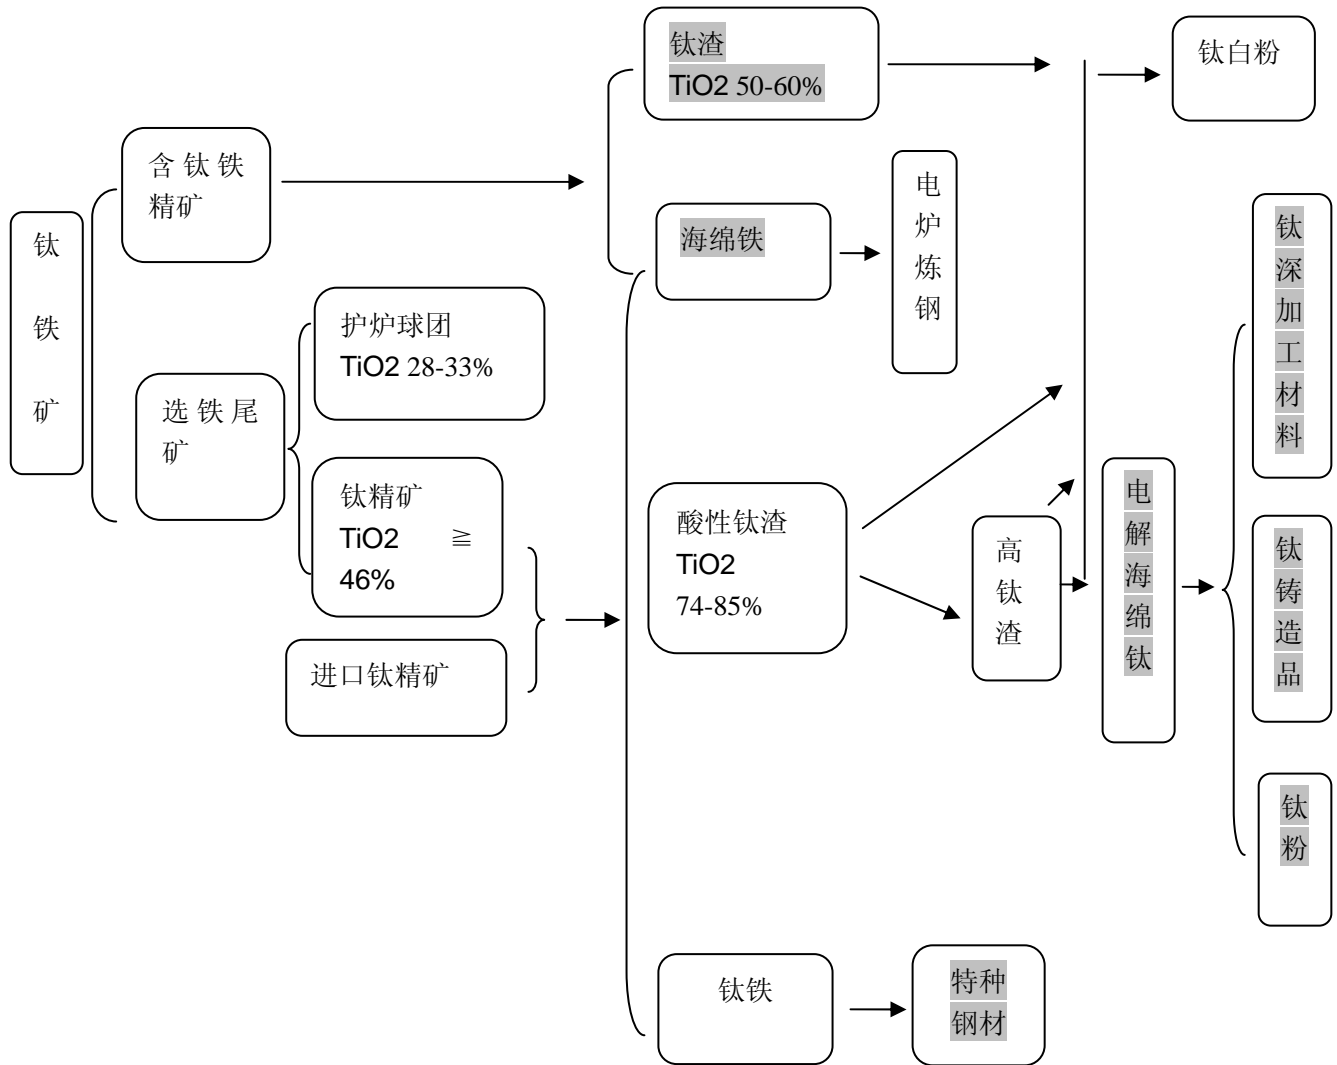 钛铁矿
含钛铁
精矿
选铁尾
矿
护炉球团
TiO2 28-33%
钛精矿
TiO2 ≧
46%
进口钛精矿
钛渣
TiO2 50-60%
海绵铁
电炉炼钢
酸性钛渣
TiO2
74-85%
高钛渣
钛铁
特种
钢材
钛白粉
电解海绵钛
钛深加工材料
钛铸造品
钛粉